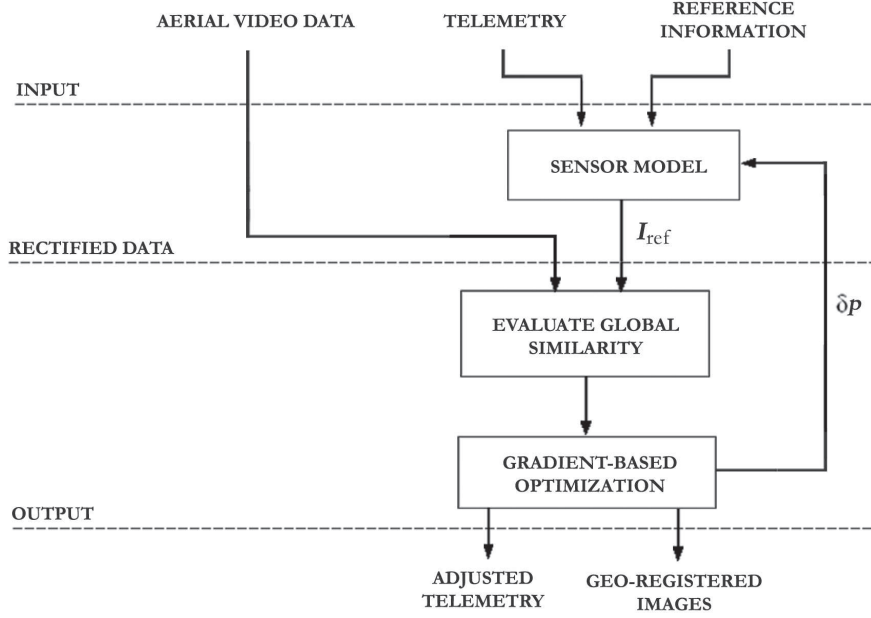 AERIAL VIDEO DATA
TELEMETRY
REFERENCE
INFORMATION
INPUT
SENSOR MODEL
I_ref
RECTIFIED DATA
EVALUATE GLOBAL
SIMILARITY
δp
GRADIENT-BASED
OPTIMIZATION
OUTPUT
ADJUSTED
TELEMETRY
GEO-REGISTERED
IMAGES